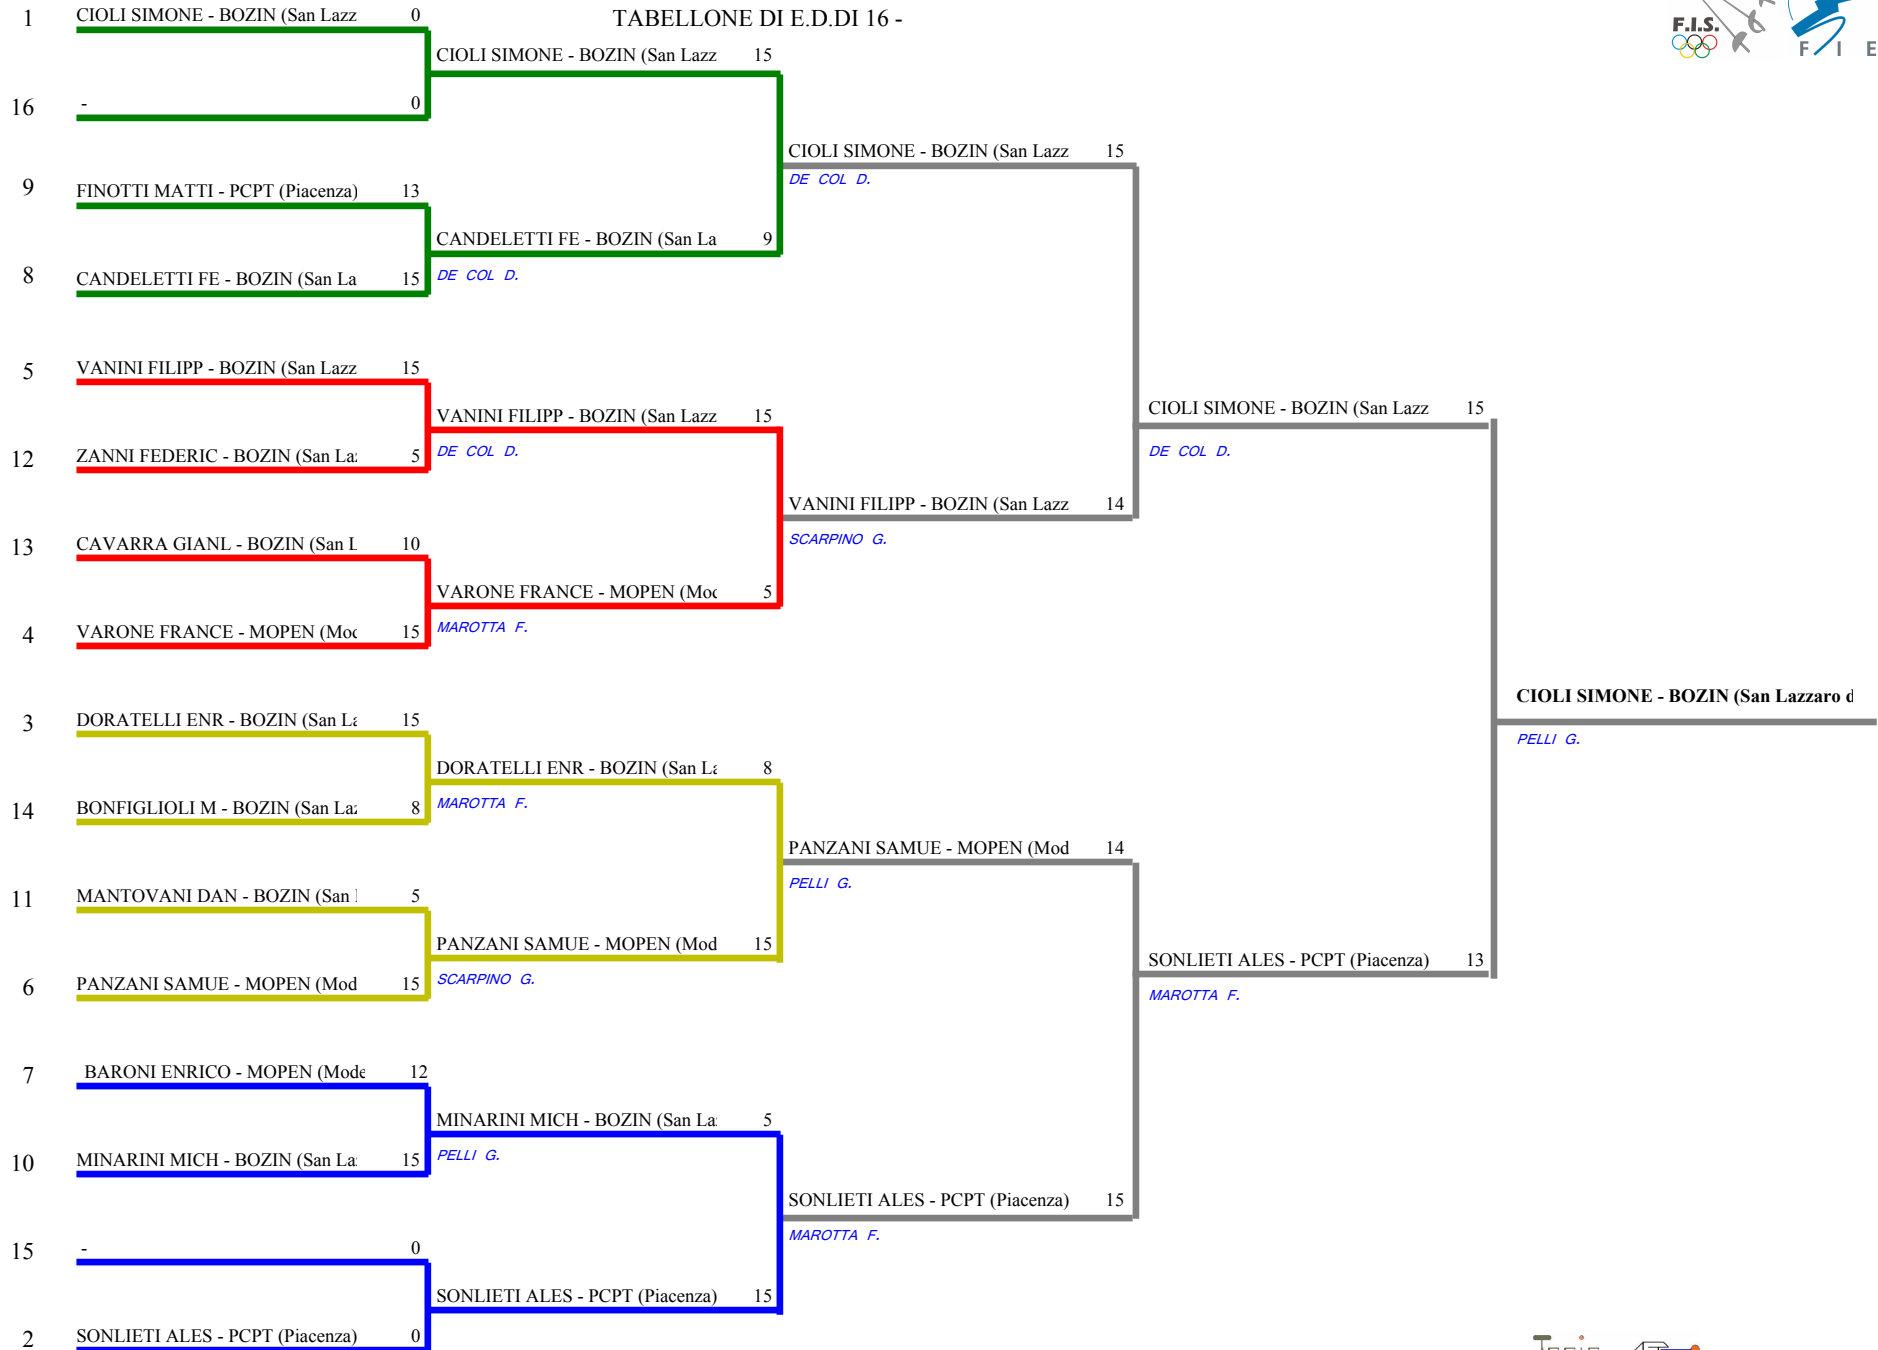 TABELLONE DI E.D.DI 16 -
F.I.S.
F I E
1 CIOLI SIMONE - BOZIN (San Lazz 0
CIOLI SIMONE - BOZIN (San Lazz 15
16 - 0
CIOLI SIMONE - BOZIN (San Lazz 15
DE COL D.
9 FINOTTI MATTI - PCPT (Piacenza) 13
CANDELETTI FE - BOZIN (San La 9
DE COL D.
8 CANDELETTI FE - BOZIN (San La 15
5 VANINI FILIPP - BOZIN (San Lazz 15
CIOLI SIMONE - BOZIN (San Lazz 15
DE COL D.
VANINI FILIPP - BOZIN (San Lazz 15
DE COL D.
12 ZANNI FEDERIC - BOZIN (San La 5
VANINI FILIPP - BOZIN (San Lazz 14
SCARPINO G.
13 CAVARRA GIANL - BOZIN (San L 10
VARONE FRANCE - MOPEN (Moc 5
MAROTTA F.
4 VARONE FRANCE - MOPEN (Moc 15
CIOLI SIMONE - BOZIN (San Lazzaro d
PELLI G.
3 DORATELLI ENR - BOZIN (San La 15
DORATELLI ENR - BOZIN (San La 8
MAROTTA F.
14 BONFIGLIOLI M - BOZIN (San Laz 8
PANZANI SAMUE - MOPEN (Mod 14
PELLI G.
11 MANTOVANI DAN - BOZIN (San 5
PANZANI SAMUE - MOPEN (Mod 15
SCARPINO G.
SONLIETI ALES - PCPT (Piacenza) 13
MAROTTA F.
6 PANZANI SAMUE - MOPEN (Mod 15
7 BARONI ENRICO - MOPEN (Mode 12
MINARINI MICH - BOZIN (San La 5
PELLI G.
10 MINARINI MICH - BOZIN (San La 15
SONLIETI ALES - PCPT (Piacenza) 15
MAROTTA F.
15 - 0
SONLIETI ALES - PCPT (Piacenza) 15
2 SONLIETI ALES - PCPT (Piacenza) 0